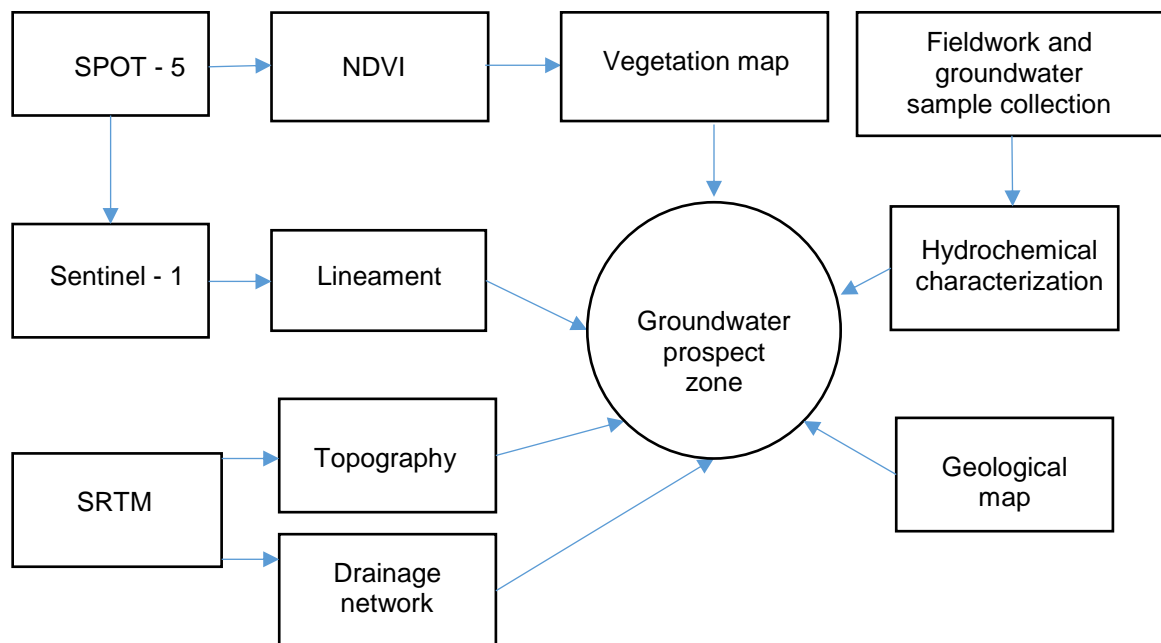 SPOT - 5
NDVI
Vegetation map
Fieldwork and
groundwater
sample collection
Sentinel - 1
Lineament
Hydrochemical
characterization
Groundwater
prospect
zone
SRTM
Topography
Geological
map
Drainage
network